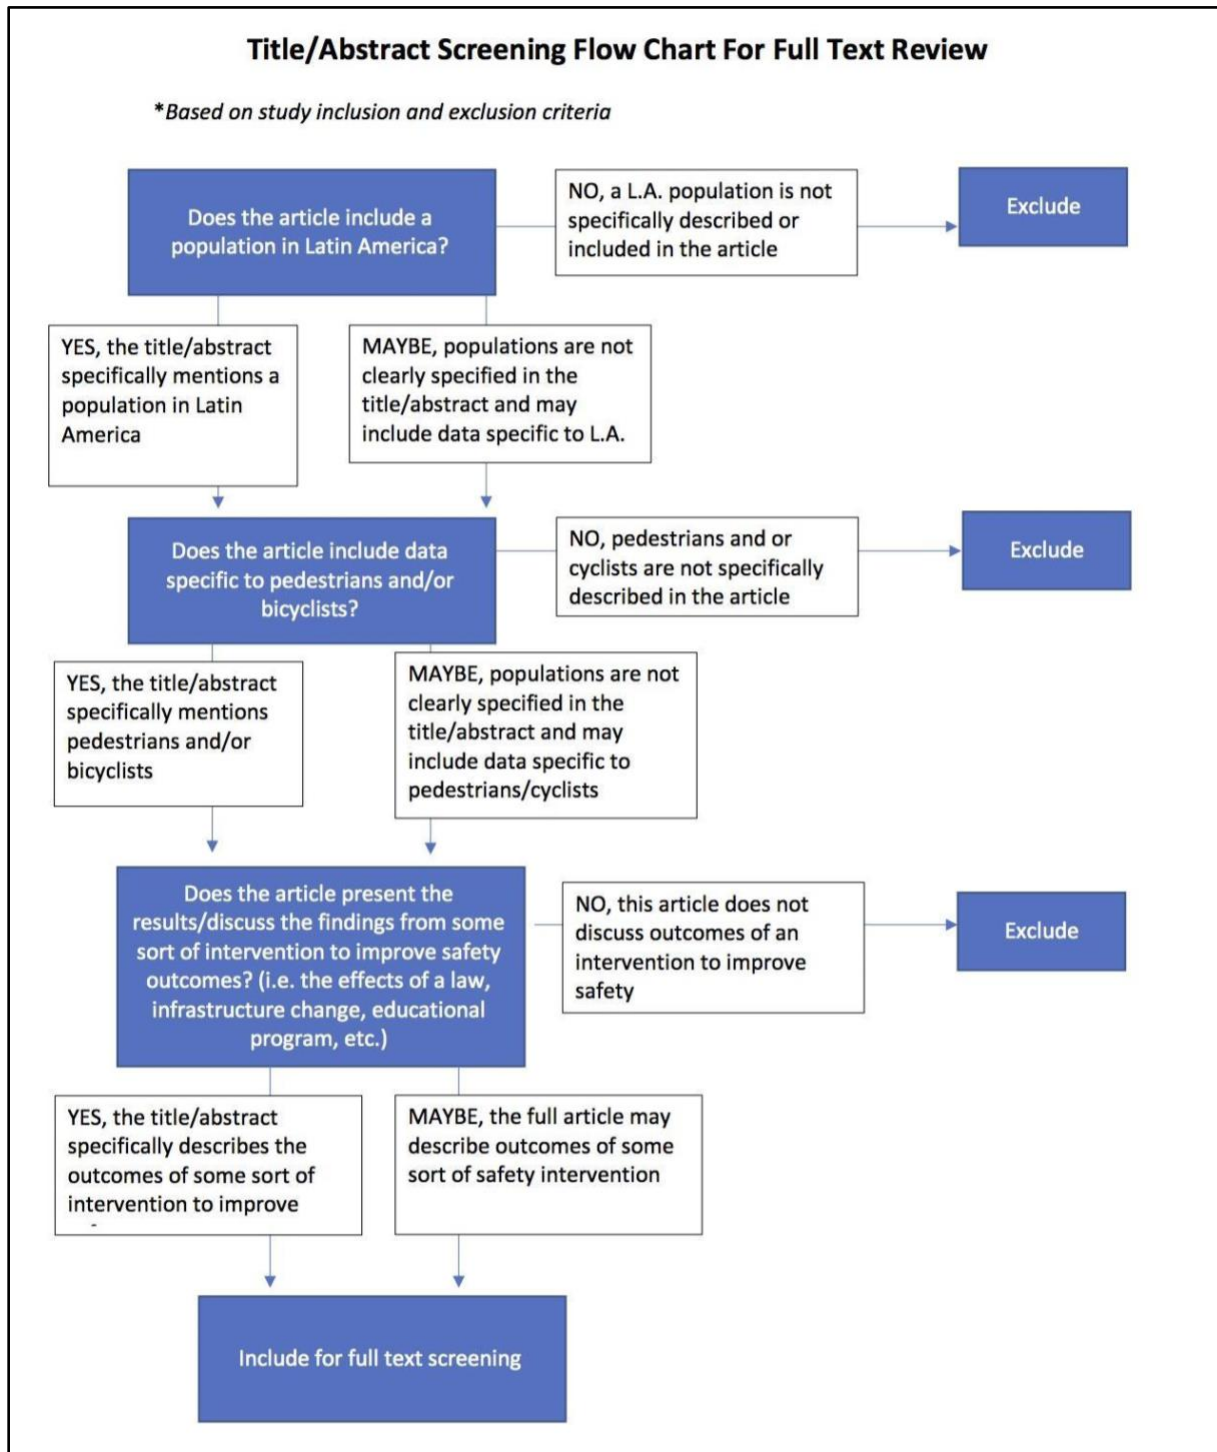 Title/Abstract Screening Flow Chart For Full Text Review
*Based on study inclusion and exclusion criteria
Does the article include a
population in Latin America?
NO, a L.A. population is not
specifically described or
included in the article
Exclude
YES, the title/abstract
specifically mentions a
population in Latin
America
MAYBE, populations are not
clearly specified in the
title/abstract and may
include data specific to L.A.
Does the article include data
specific to pedestrians and/or
bicyclists?
NO, pedestrians and or
cyclists are not specifically
described in the article
Exclude
YES, the title/abstract
specifically mentions
pedestrians and/or
bicyclists
MAYBE, populations are not
clearly specified in the
title/abstract and may
include data specific to
pedestrians/cyclists
Does the article present the
results/discuss the findings from some
sort of intervention to improve safety
outcomes? (i.e. the effects of a law,
infrastructure change, educational
program, etc.)
NO, this article does not
discuss outcomes of an
intervention to improve
safety
Exclude
YES, the title/abstract
specifically describes the
outcomes of some sort of
intervention to improve
MAYBE, the full article may
describe outcomes of some
sort of safety intervention
Include for full text screening